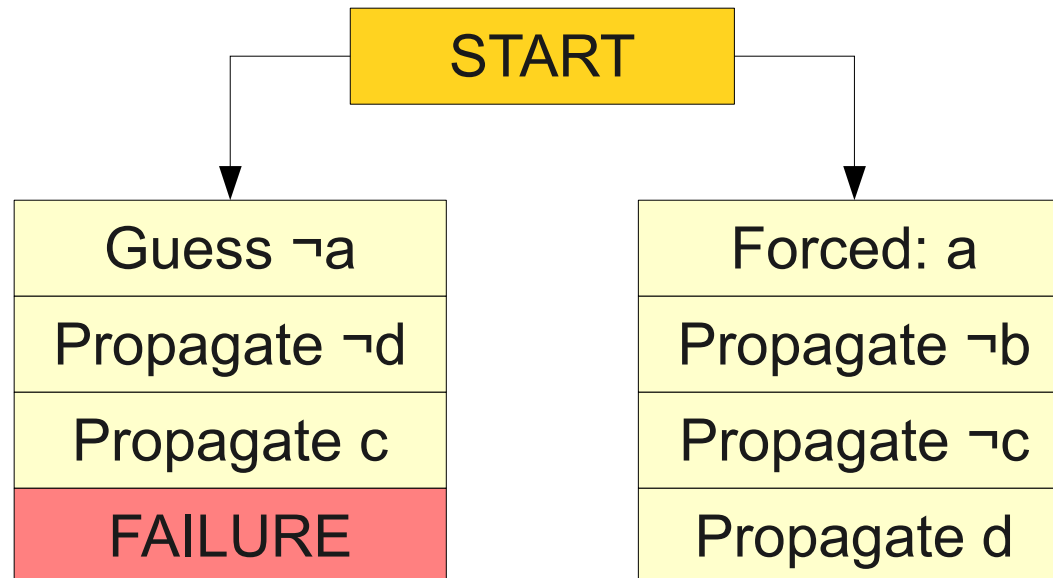 START
Guess ¬a
Propagate ¬d
Propagate c
FAILURE
Forced: a
Propagate ¬b
Propagate ¬c
Propagate d